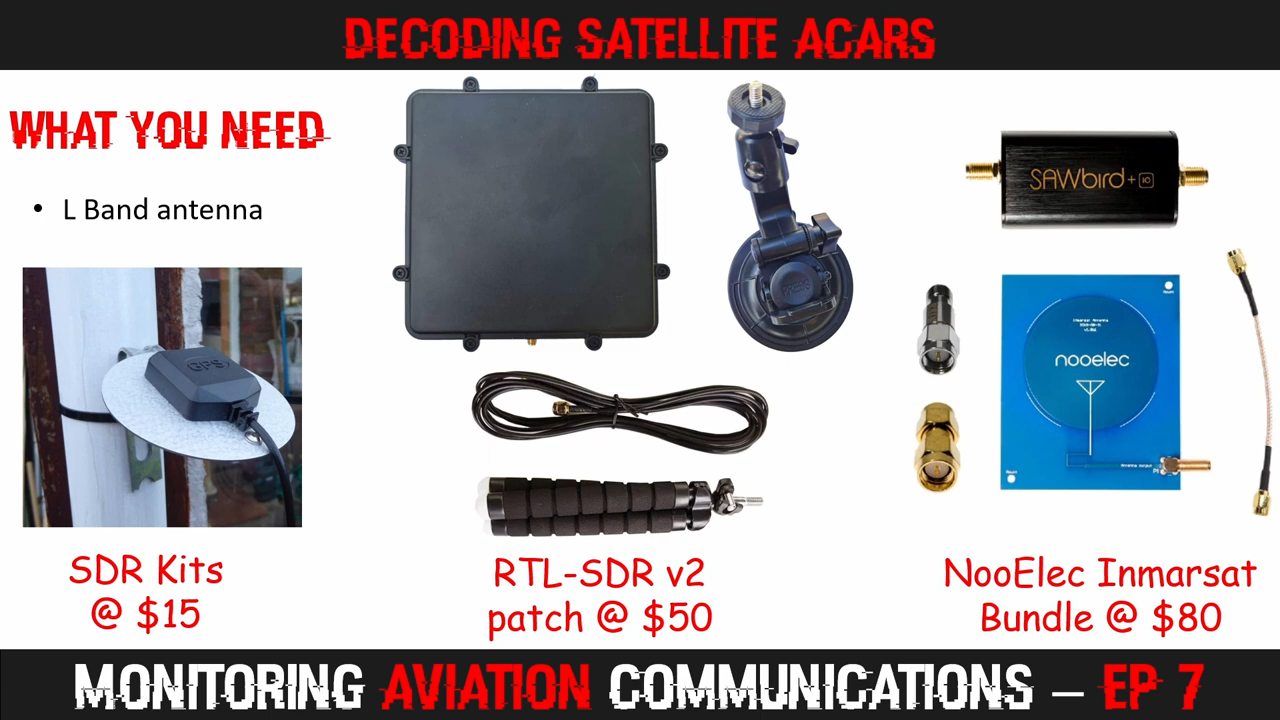 DECODING SATELLITE ACARS
WHAT YOU NEED
• L Band antenna
GPS
SAWbird+ IO
nooelec
SDR Kits
@ $15
RTL-SDR v2
patch @ $50
NooElec Inmarsat
Bundle @ $80
MONITORING AVIATION COMMUNICATIONS – EP 7